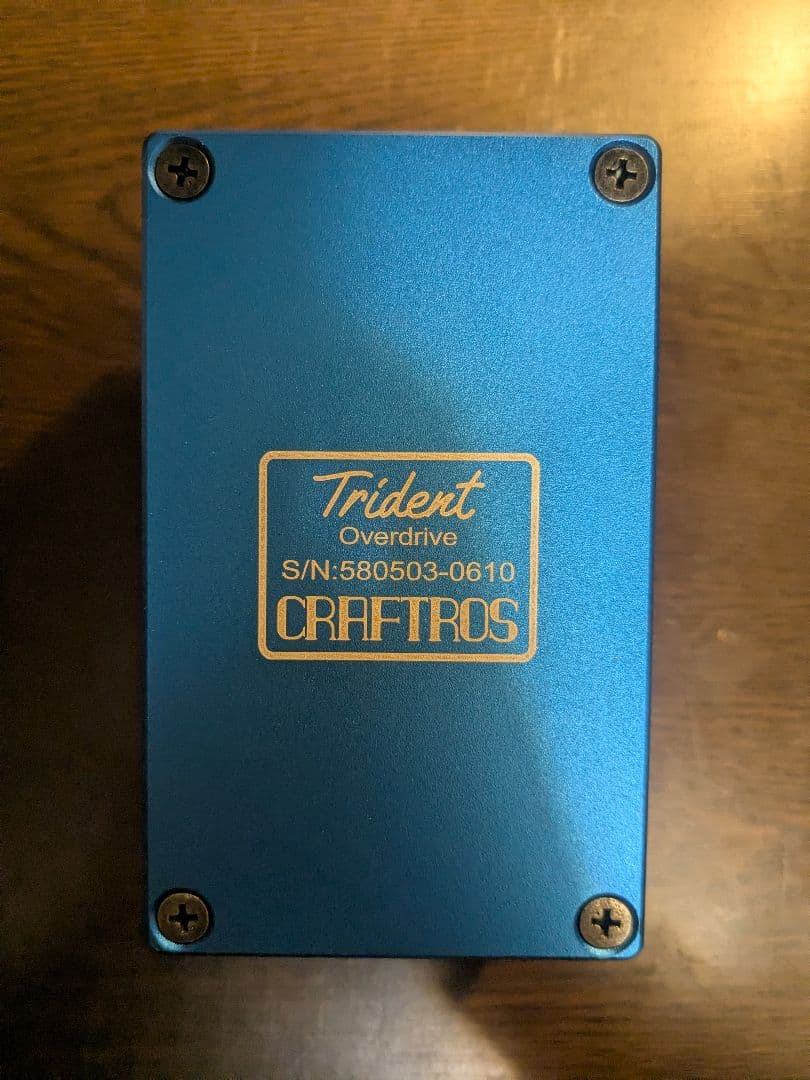 Trident
Overdrive
S/N:580503-0610
CRAFTROS